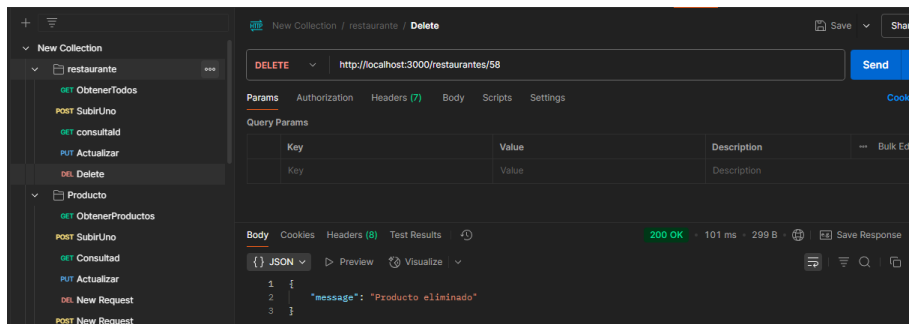 New Collection
restaurante
GET ObtenerTodos
POST SubirUno
GET consultaId
PUT Actualizar
DEL Delete
Producto
GET ObtenerProductos
POST SubirUno
GET Consultad
PUT Actualizar
DEL New Request
POST New Request
HTTP New Collection / restaurante / Delete
Save
Shar
DELETE http://localhost:3000/restaurantes/58
Send
Params Authorization Headers (7) Body Scripts Settings
Cook
Query Params
Key Value Description ••• Bulk Ed
Key Value Description
Body Cookies Headers (8) Test Results
200 OK • 101 ms • 299 B
Save Response
{} JSON Preview Visualize
1 {
2 "message": "Producto eliminado"
3 }